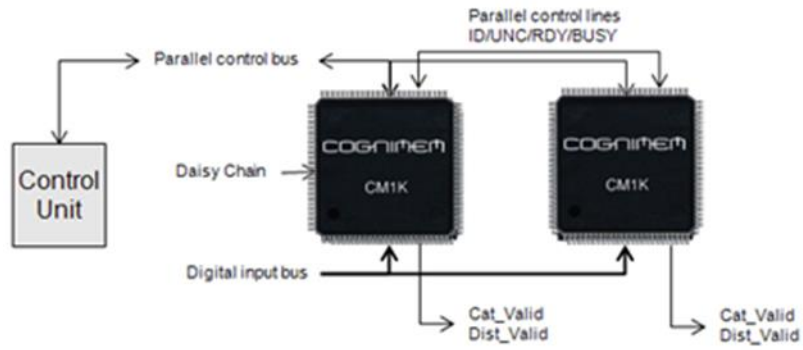 Parallel control lines
ID/UNC/RDY/BUSY
Parallel control bus
Control
Unit
COGNIMEM
CM1K
COGNIMEM
CM1K
Daisy Chain
Digital input bus
Cat_Valid
Dist_Valid
Cat_Valid
Dist_Valid